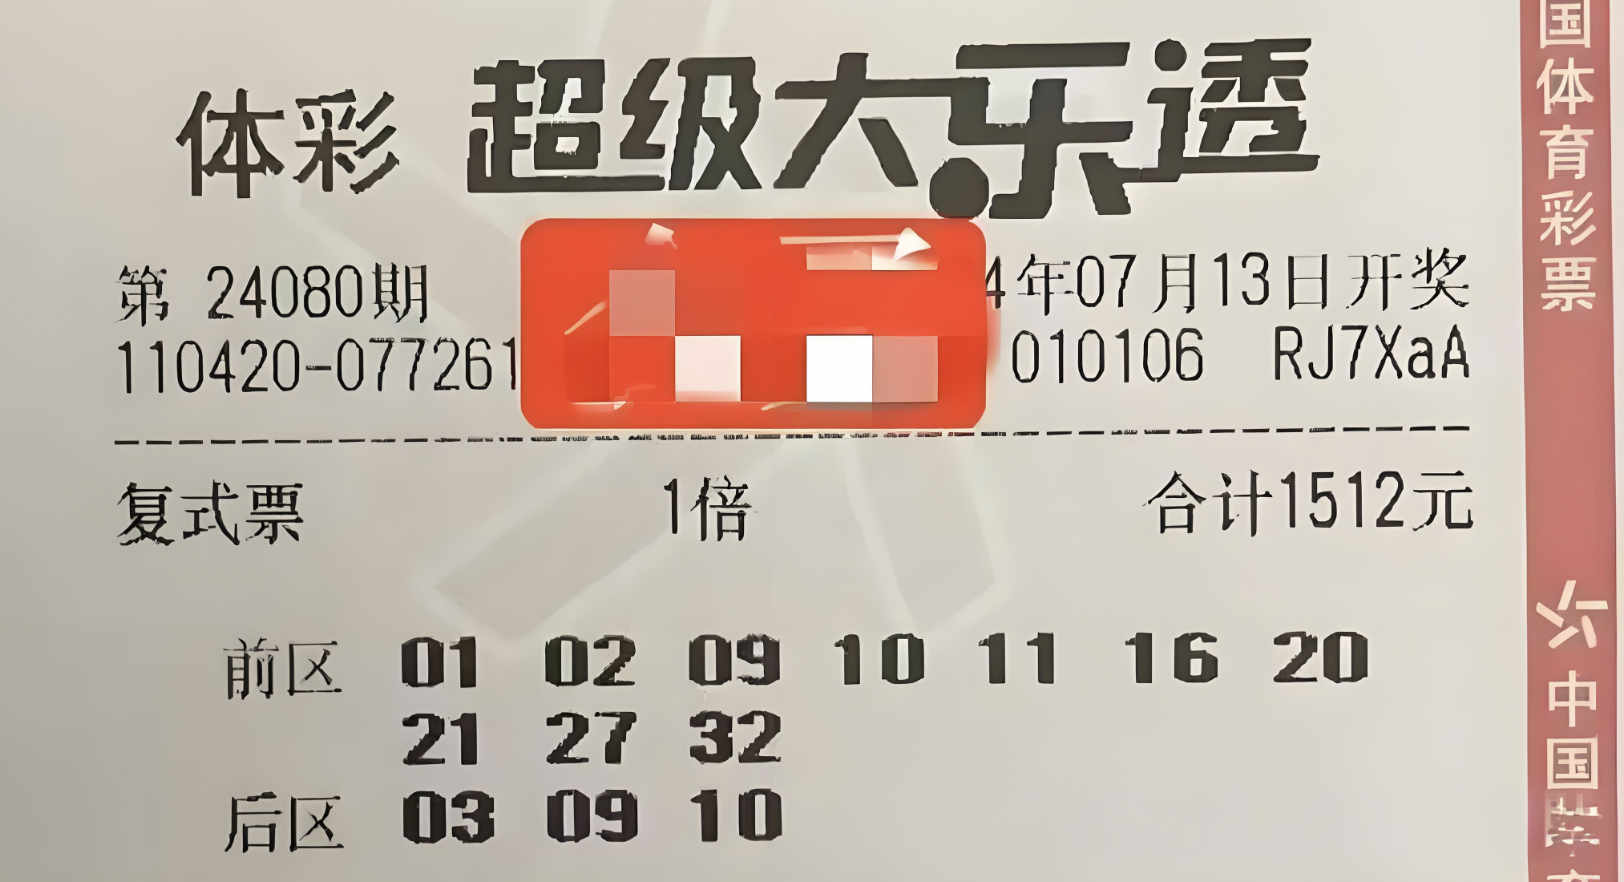 体彩 超级大乐透
第 24080期 4年07月13日开奖
110420-077261 010106 RJ7XaA
复式票 1倍 合计1512元
前区 01 02 09 10 11 16 20
21 27 32
后区 03 09 10
国体育彩票
中国